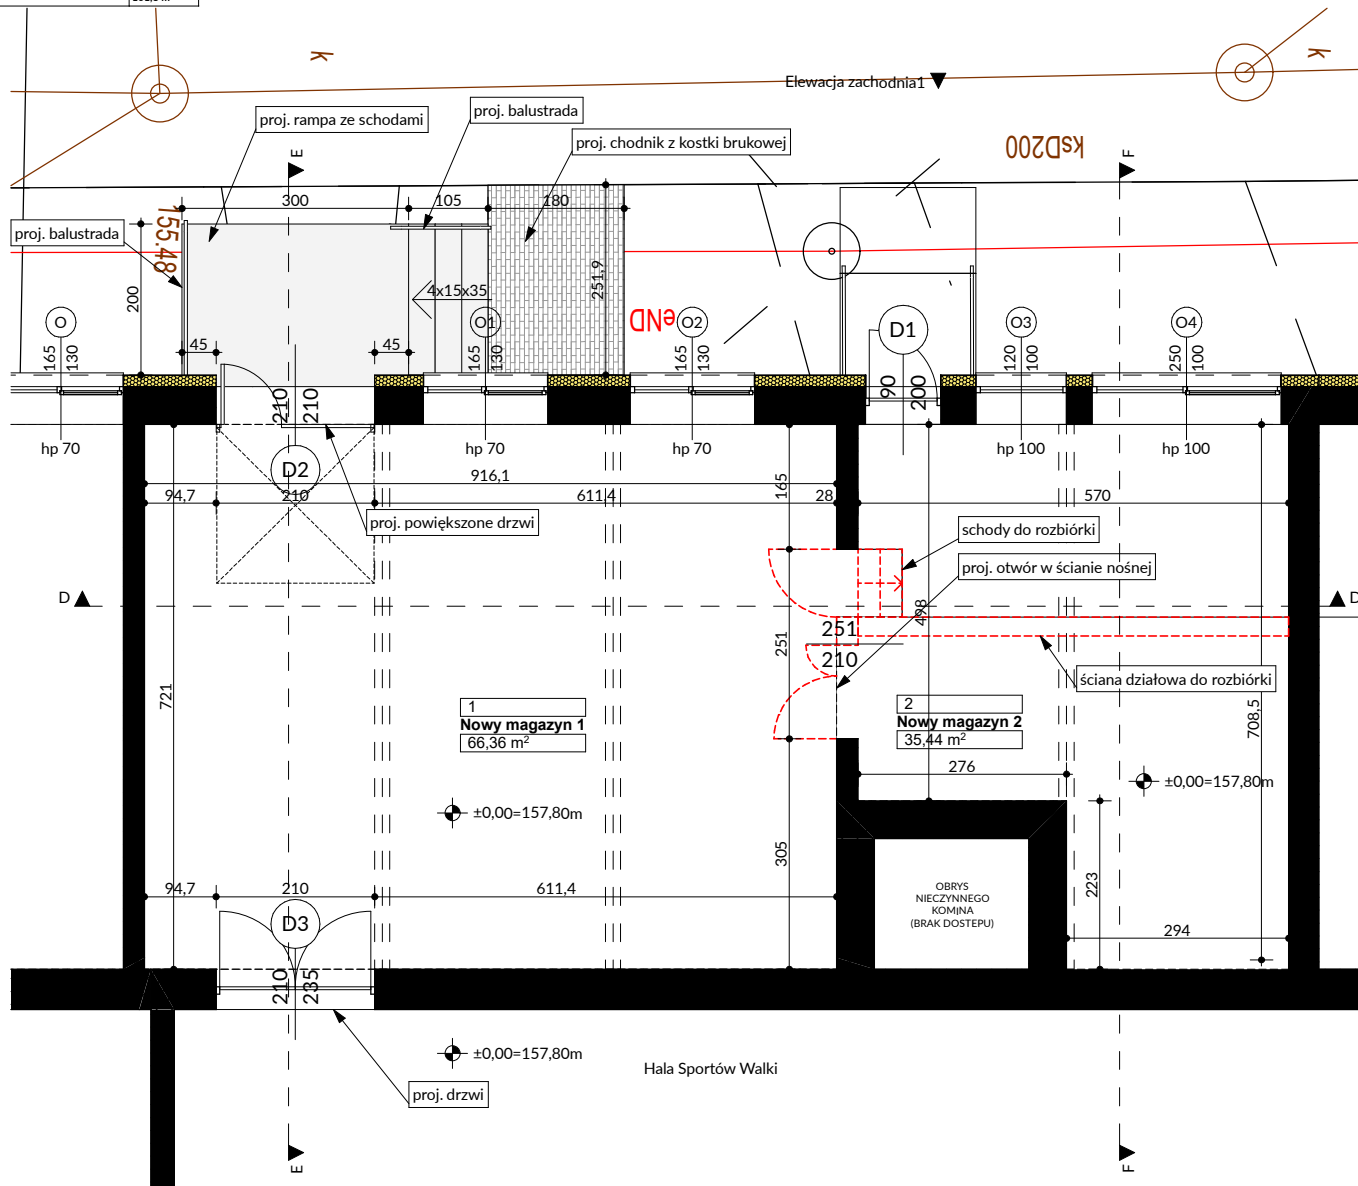 k
k
Elewacja zachodnia1
proj. rampa ze schodami
proj. balustrada
proj. chodnik z kostki brukowej
ksD200
E
F
300
105
180
proj. balustrada
155.48
200
251,9
4x15x35
eND
O
O1
O2
D1
O3
O4
165
130
45
45
165
130
165
130
90
200
120
100
250
100
210
210
hp 70
hp 70
hp 70
hp 100
hp 100
D2
916,1
94,7
210
611,4
28
165
570
proj. powiększone drzwi
schody do rozbiórki
proj. otwór w ścianie nośnej
D
D
498
251
210
251
ściana działowa do rozbiórki
721
1
Nowy magazyn 1
66,36 m²
2
Nowy magazyn 2
35,44 m²
708,5
276
±0,00=157,80m
±0,00=157,80m
305
223
94,7
210
611,4
OBRYS
NIECZYNNEGO
KOMINA
(BRAK DOSTEPU)
D3
294
210
235
±0,00=157,80m
Hala Sportów Walki
proj. drzwi
E
F